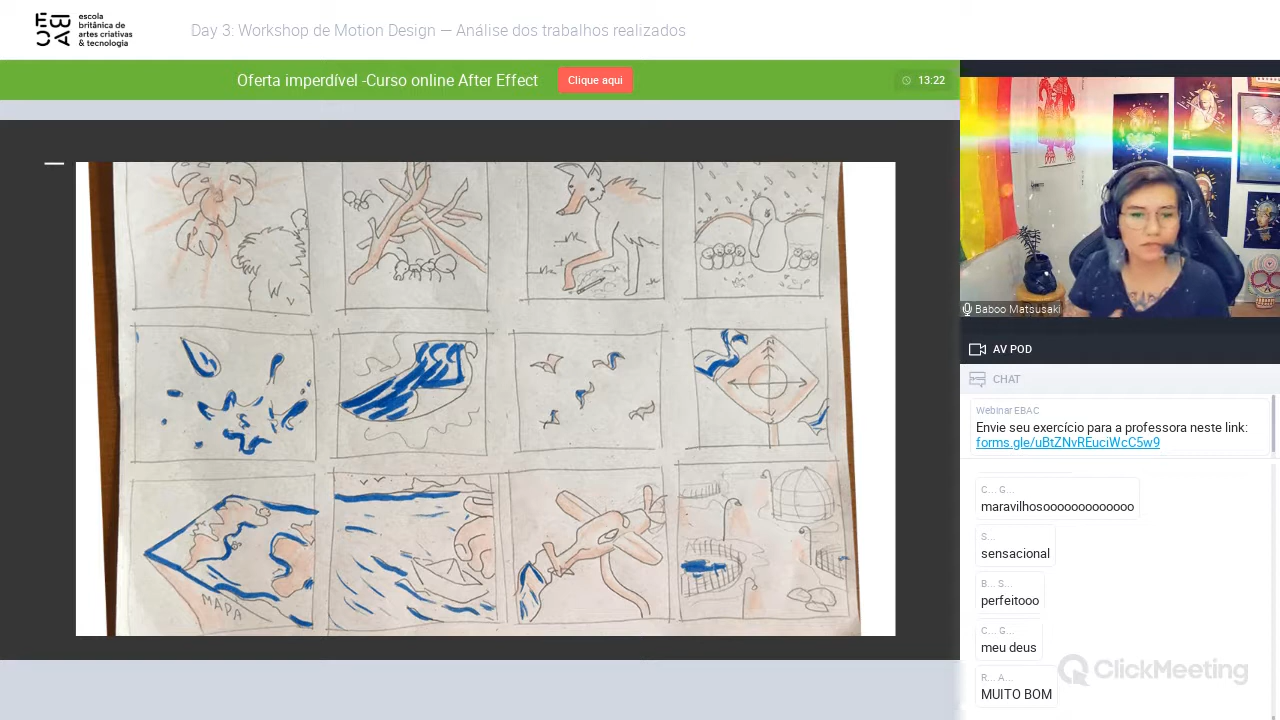 escola
britânica de
artes criativas
& tecnologia
EBAC
Day 3: Workshop de Motion Design — Análise dos trabalhos realizados
Oferta imperdível -Curso online After Effect
Clique aqui
13:22
N
MAPA
Baboo Matsusaki
AV POD
CHAT
Webinar EBAC
Envie seu exercício para a professora neste link:
forms.gle/uBtZNvREuciWcC5w9
C... G...
maravilhosooooooooooooo
S...
sensacional
B... S...
perfeitooo
C... G...
meu deus
R... A...
MUITO BOM
ClickMeeting